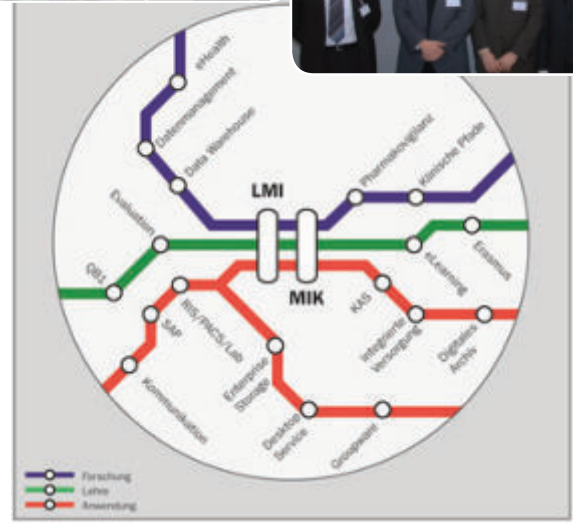 eHealth
Datenmanagement
Data Warehouse
LMI
Pharmakovigilanz
Klinische Pfade
Evaluation
QB1
MIK
eLearning
Erasmus
SAP
RIS/PACS/Lab
KAS
Integrierte
Versorgung
Digitales
Archiv
Kommunikation
Enterprise
Storage
Desktop
Service
Groupware
Forschung
Lehre
Anwendung